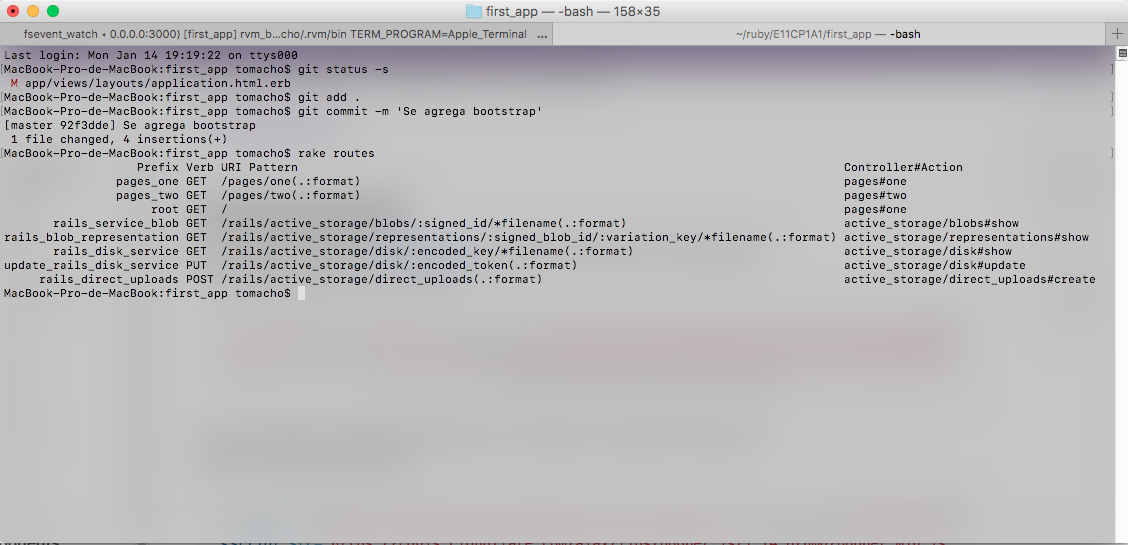 first_app — -bash — 158×35
fsevent_watch • 0.0.0.0:3000) [first_app] rvm_b...cho/.rvm/bin TERM_PROGRAM=Apple_Terminal ... ~/ruby/E11CP1A1/first_app — -bash +
Last login: Mon Jan 14 19:19:22 on ttys000
[MacBook-Pro-de-MacBook:first_app tomacho$ git status -s ]
 M app/views/layouts/application.html.erb
[MacBook-Pro-de-MacBook:first_app tomacho$ git add . ]
[MacBook-Pro-de-MacBook:first_app tomacho$ git commit -m 'Se agrega bootstrap' ]
[master 92f3dde] Se agrega bootstrap
 1 file changed, 4 insertions(+)
[MacBook-Pro-de-MacBook:first_app tomacho$ rake routes ]
Prefix Verb URI Pattern Controller#Action
pages_one GET /pages/one(.:format) pages#one
pages_two GET /pages/two(.:format) pages#two
root GET / pages#one
rails_service_blob GET /rails/active_storage/blobs/:signed_id/*filename(.:format) active_storage/blobs#show
rails_blob_representation GET /rails/active_storage/representations/:signed_blob_id/:variation_key/*filename(.:format) active_storage/representations#show
rails_disk_service GET /rails/active_storage/disk/:encoded_key/*filename(.:format) active_storage/disk#show
update_rails_disk_service PUT /rails/active_storage/disk/:encoded_token(.:format) active_storage/disk#update
rails_direct_uploads POST /rails/active_storage/direct_uploads(.:format) active_storage/direct_uploads#create
MacBook-Pro-de-MacBook:first_app tomacho$